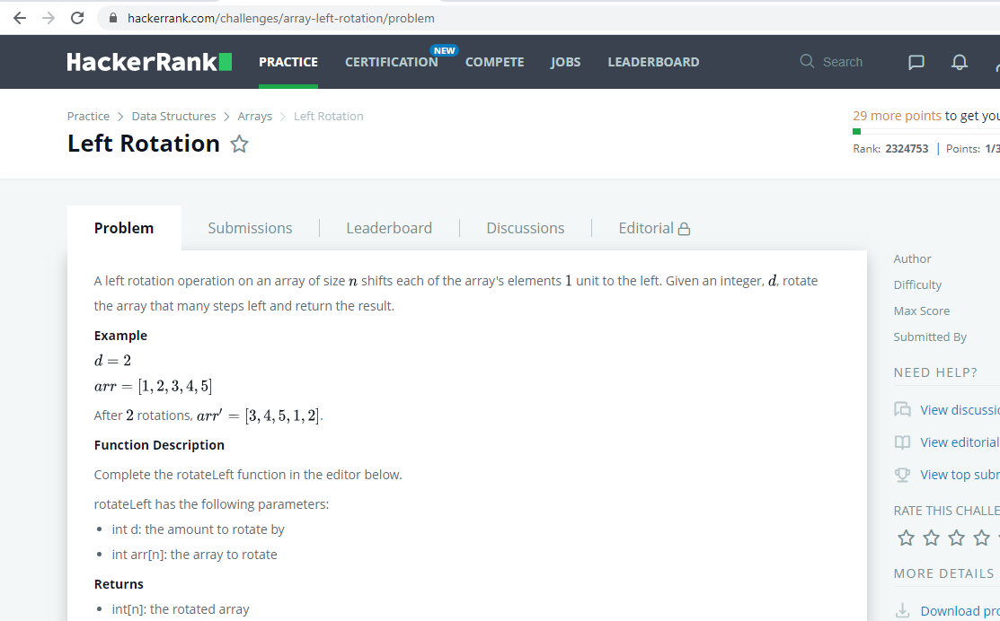 hackerrank.com/challenges/array-left-rotation/problem
HackerRank PRACTICE CERTIFICATION NEW COMPETE JOBS LEADERBOARD Search
Practice > Data Structures > Arrays > Left Rotation
Left Rotation
29 more points to get you
Rank: 2324753 | Points: 1/3
Problem Submissions Leaderboard Discussions Editorial
A left rotation operation on an array of size n shifts each of the array's elements 1 unit to the left. Given an integer, d, rotate
the array that many steps left and return the result.
Example
d = 2
arr = [1, 2, 3, 4, 5]
After 2 rotations, arr' = [3, 4, 5, 1, 2].
Function Description
Complete the rotateLeft function in the editor below.
rotateLeft has the following parameters:
• int d: the amount to rotate by
• int arr[n]: the array to rotate
Returns
• int[n]: the rotated array
Author
Difficulty
Max Score
Submitted By
NEED HELP?
View discussi
View editorial
View top subr
RATE THIS CHALLE
MORE DETAILS
Download pro